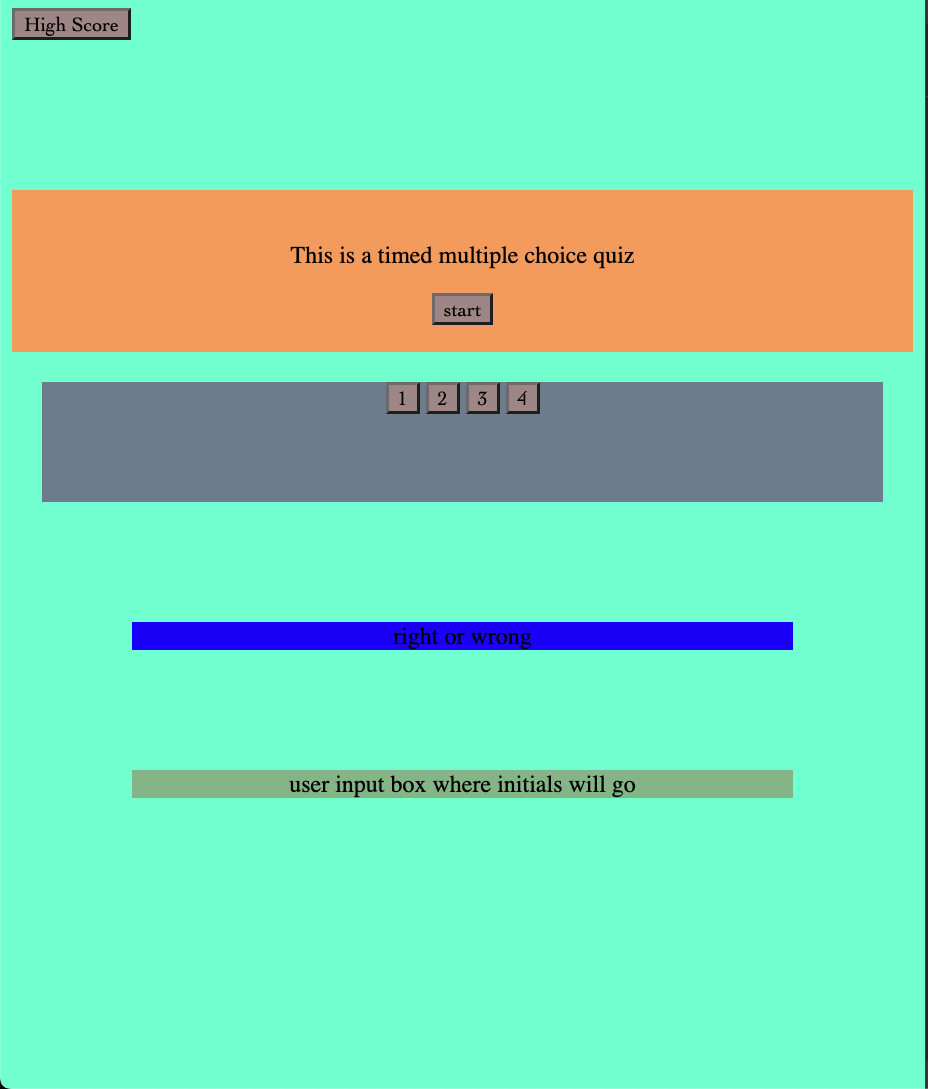 High Score
This is a timed multiple choice quiz
start
1 2 3 4
right or wrong
user input box where initials will go